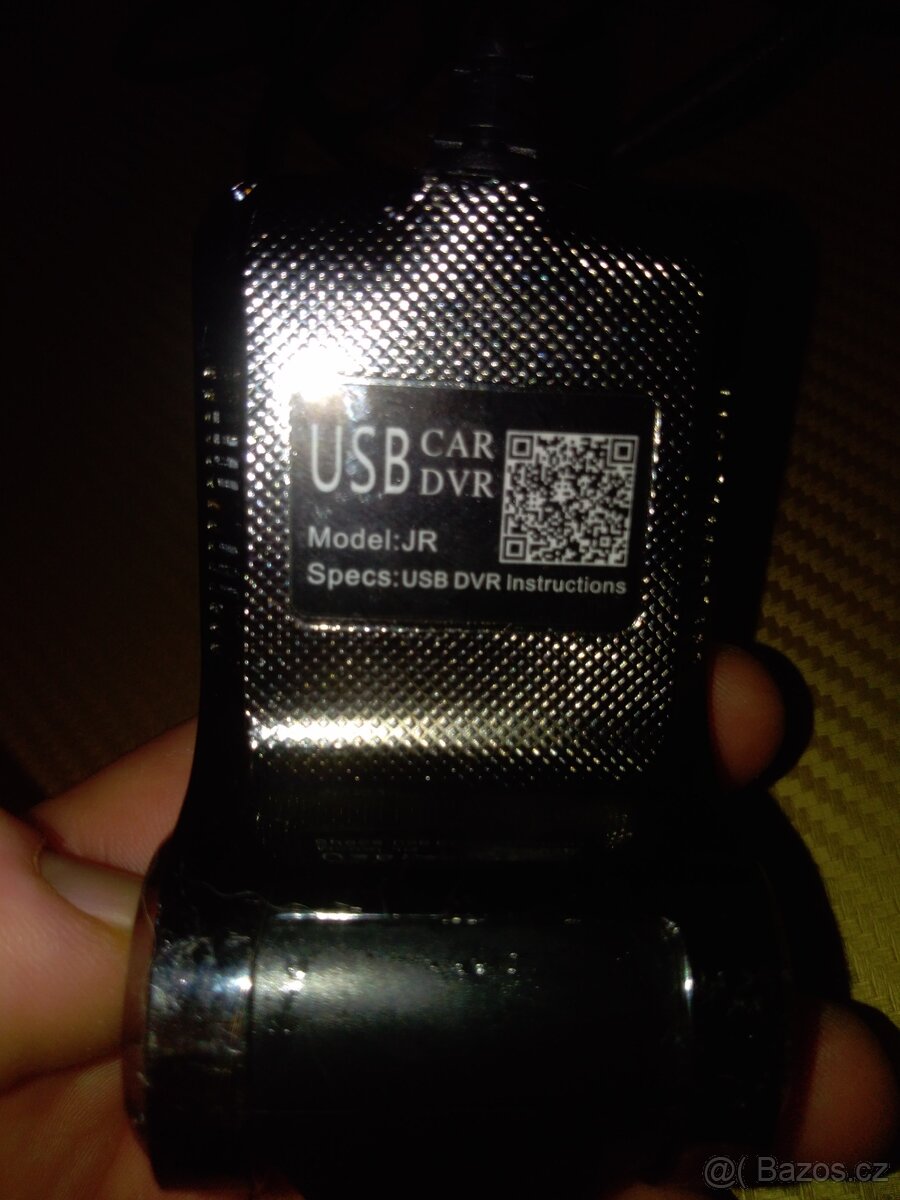 USB CAR DVR
Model:JR
Specs:USB DVR Instructions
@( Bazos.cz